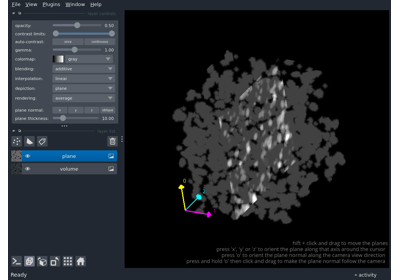 File View Plugins Window Help
opacity: 0.50
contrast limits:
auto-contrast: once continuous
gamma: 1.00
colormap: gray
blending: additive
interpolation: linear
depiction: plane
rendering: average
plane normal: x y z oblique
plane thickness: 10.00
plane
volume
0
shift + click and drag to move the planes
press 'x', 'y' or 'z' to orient the plane along that axis around the cursor
press 'o' to orient the plane normal along the camera view direction
press and hold 'o' then click and drag to make the plane normal follow the camera
Ready
activity